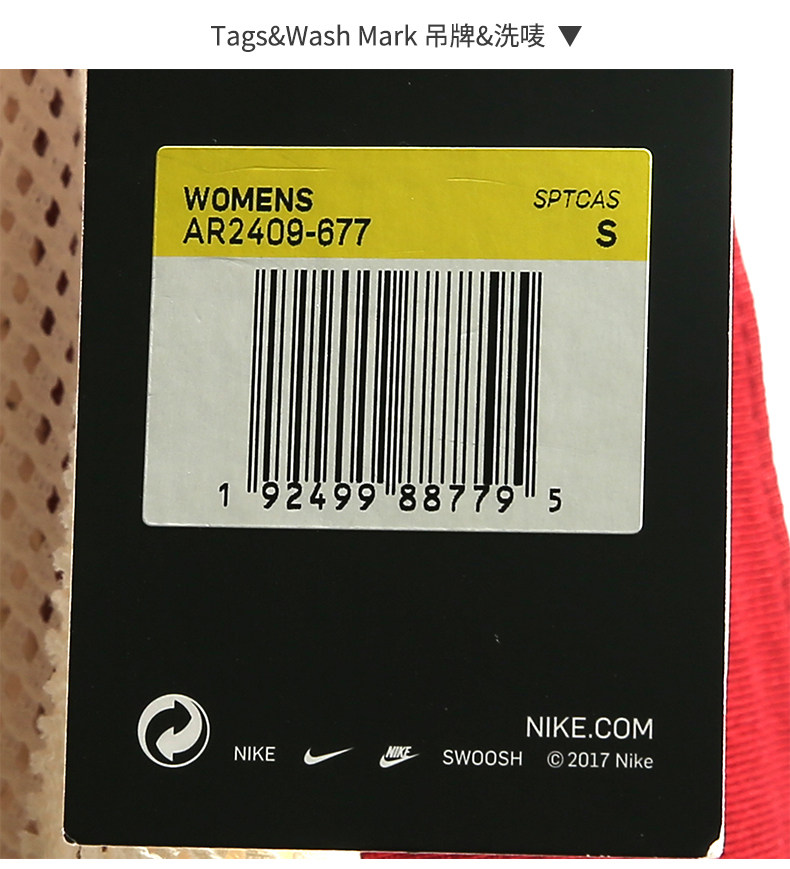 Tags&Wash Mark 吊牌&洗唛 ▼
WOMENS SPTCAS
AR2409-677 S
1 92499 88779 5
NIKE.COM
NIKE NIKE SWOOSH © 2017 Nike